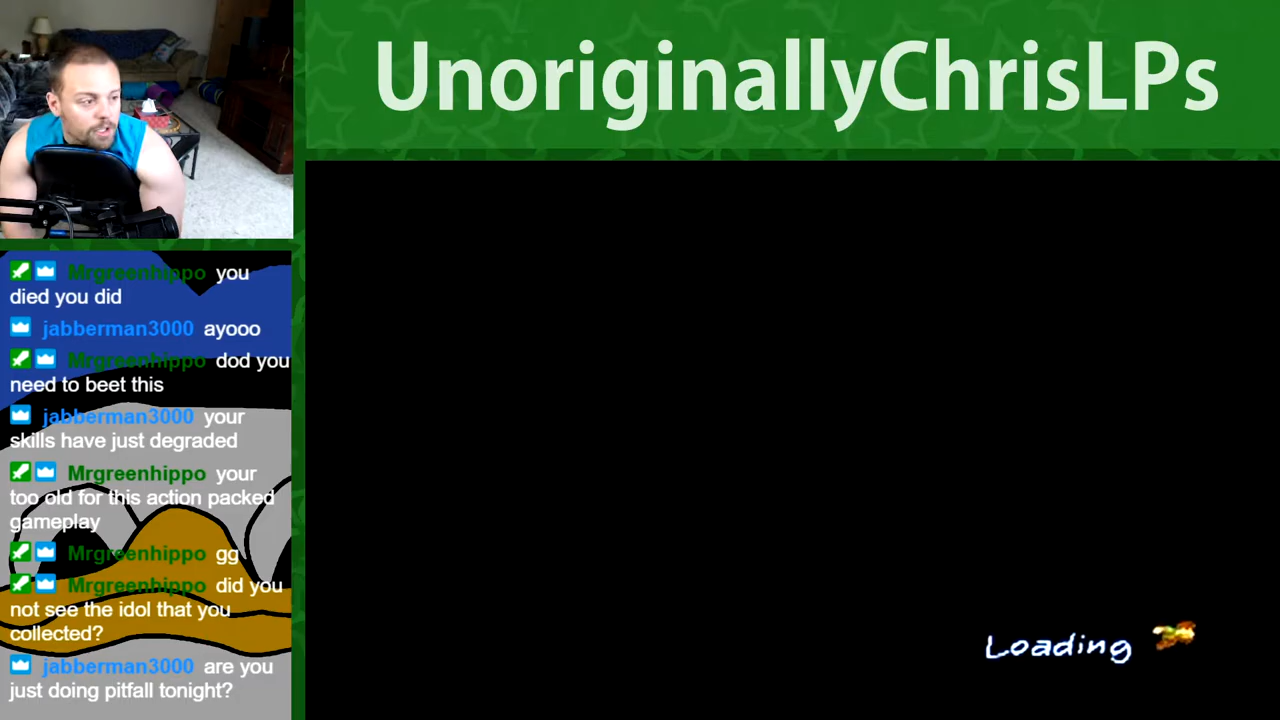 UnoriginallyChrisLPs
Mrgreenhippo you
died you did
jabberman3000 ayooo
Mrgreenhippo dod you
need to beet this
jabberman3000 your
skills have just degraded
Mrgreenhippo your
too old for this action packed
gameplay
Mrgreenhippo gg
Mrgreenhippo did you
not see the idol that you
collected?
jabberman3000 are you
just doing pitfall tonight?
Loading